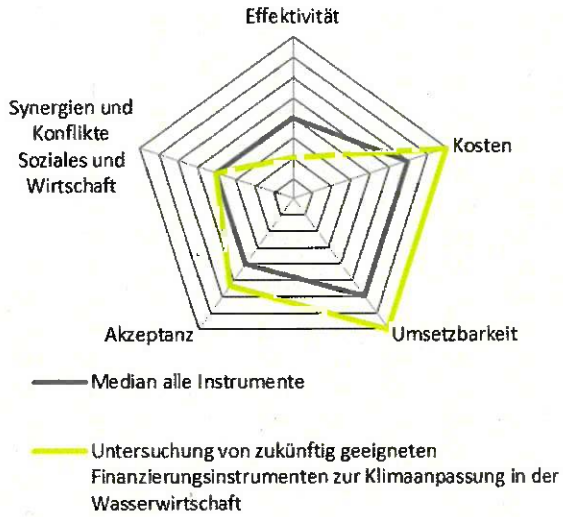 Effektivität
Synergien und
Konflikte
Soziales und
Wirtschaft
Kosten
Akzeptanz
Umsetzbarkeit
Median alle Instrumente
Untersuchung von zukünftig geeigneten
Finanzierungsinstrumenten zur Klimaanpassung in der
Wasserwirtschaft